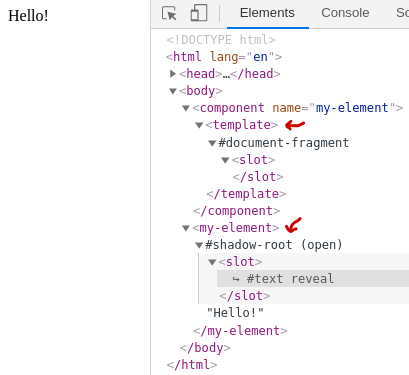 Hello!
Elements Console
<!DOCTYPE html>
<html lang="en">
<head>…</head>
<body>
<component name="my-element">
<template>
#document-fragment
<slot>
</slot>
</template>
</component>
<my-element>
#shadow-root (open)
<slot>
↪ #text reveal
</slot>
"Hello!"
</my-element>
</body>
</html>